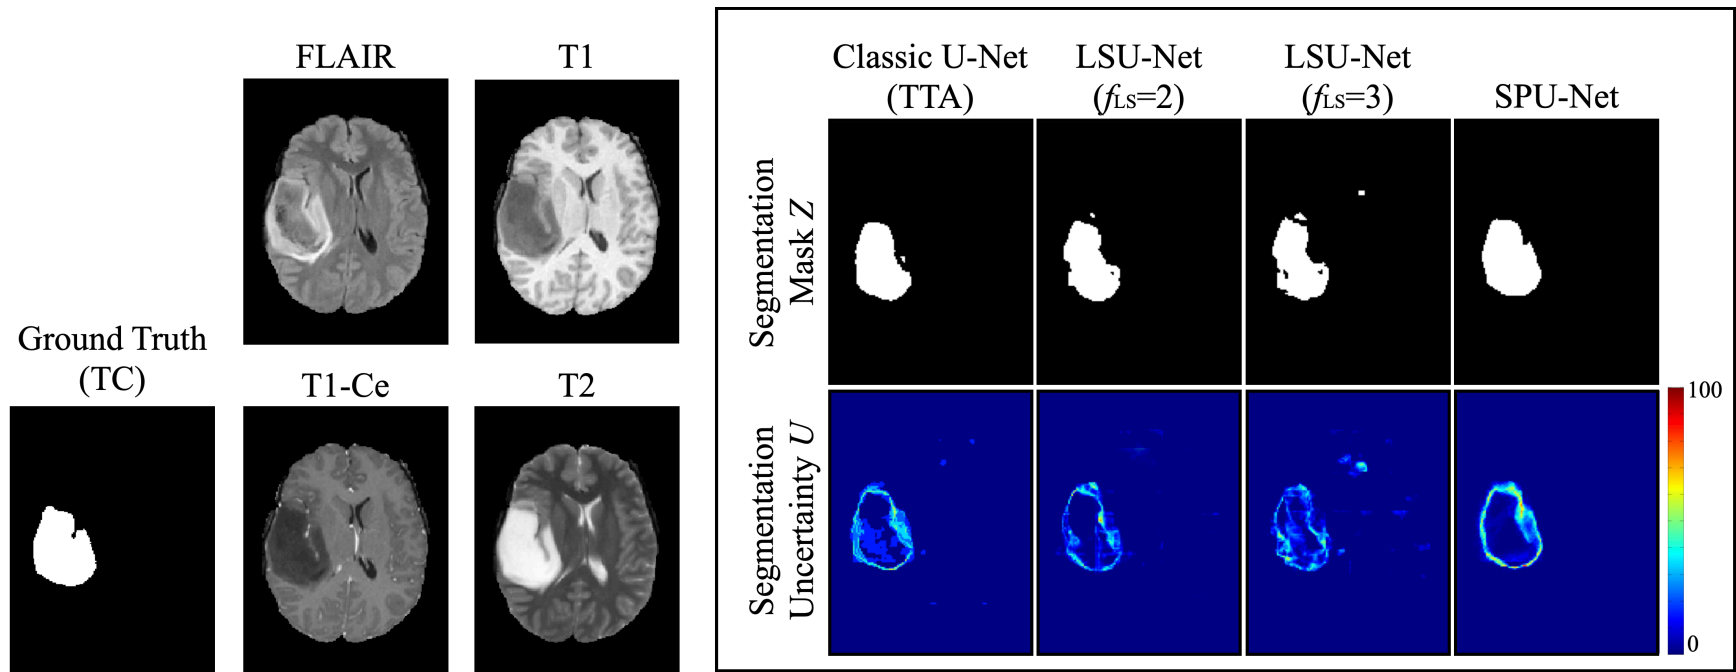 FLAIR
T1
Ground Truth
(TC)
T1-Ce
T2
Classic U-Net
(TTA)
LSU-Net
(fLS=2)
LSU-Net
(fLS=3)
SPU-Net
Segmentation
Mask Z
Segmentation
Uncertainty U
100
0